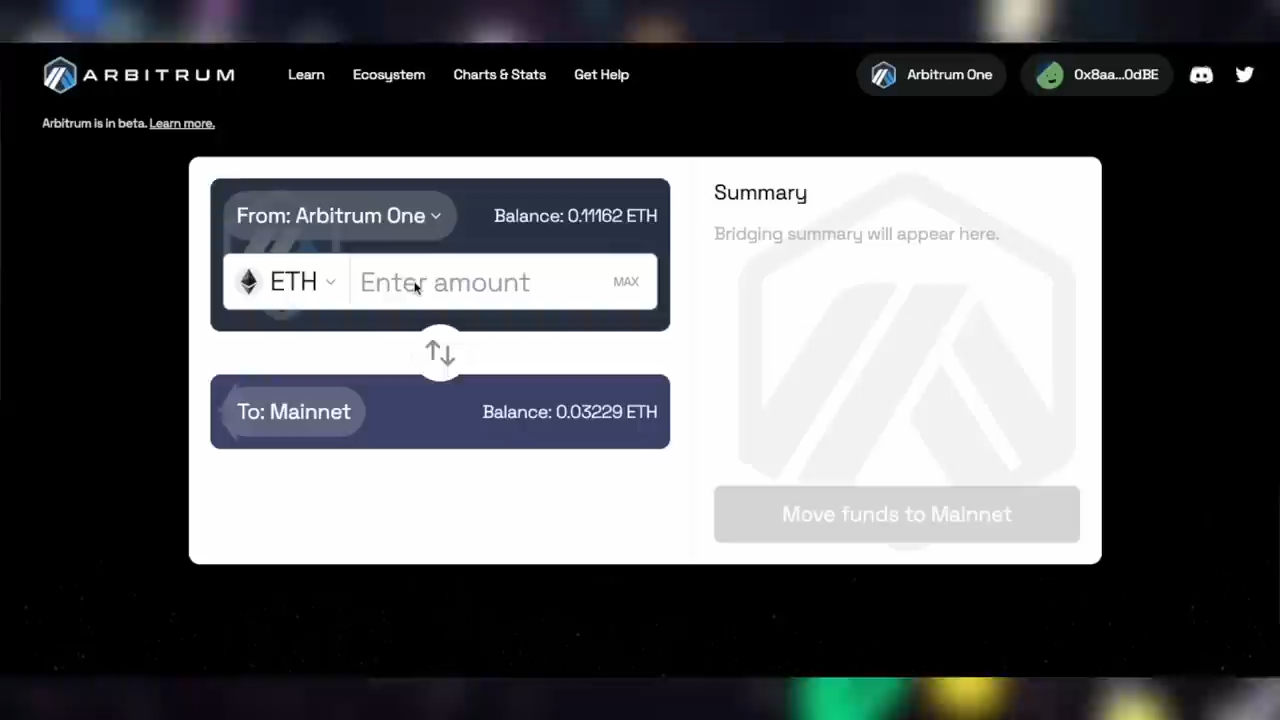 ARBITRUM
Learn Ecosystem Charts & Stats Get Help
Arbitrum One
0x8aa...0dBE
Arbitrum is in beta. Learn more.
From: Arbitrum One
Balance: 0.11162 ETH
ETH
Enter amount
MAX
To: Mainnet
Balance: 0.03229 ETH
Summary
Bridging summary will appear here.
Move funds to Mainnet